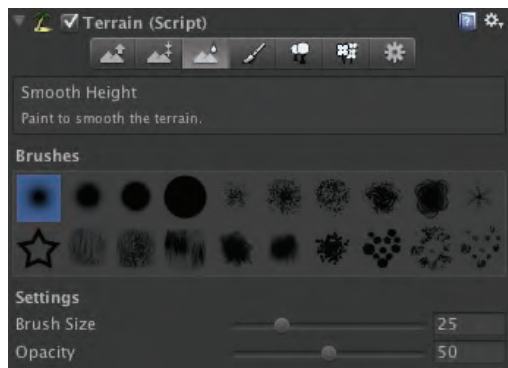 Terrain (Script)
Smooth Height
Paint to smooth the terrain.
Brushes
Settings
Brush Size 25
Opacity 50